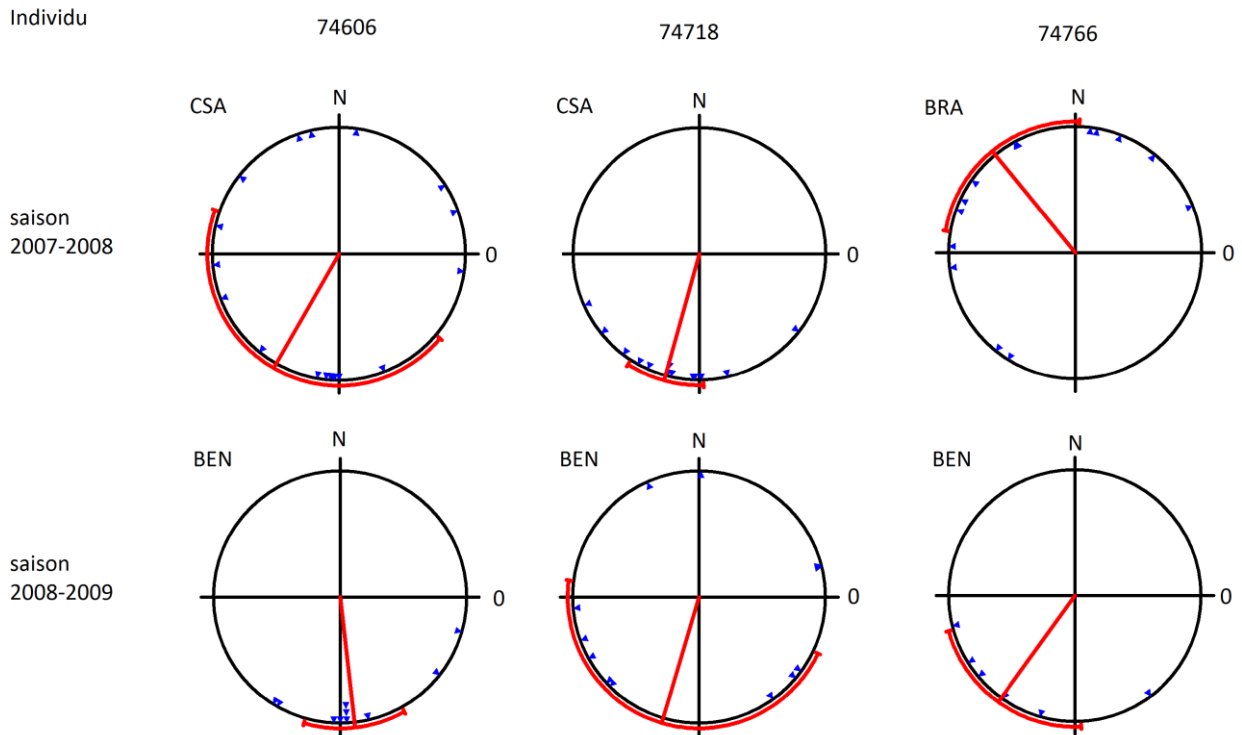 Individu
74606
74718
74766
CSA
N
CSA
N
BRA
N
saison
2007-2008
0
0
0
BEN
N
BEN
N
BEN
N
saison
2008-2009
0
0
0